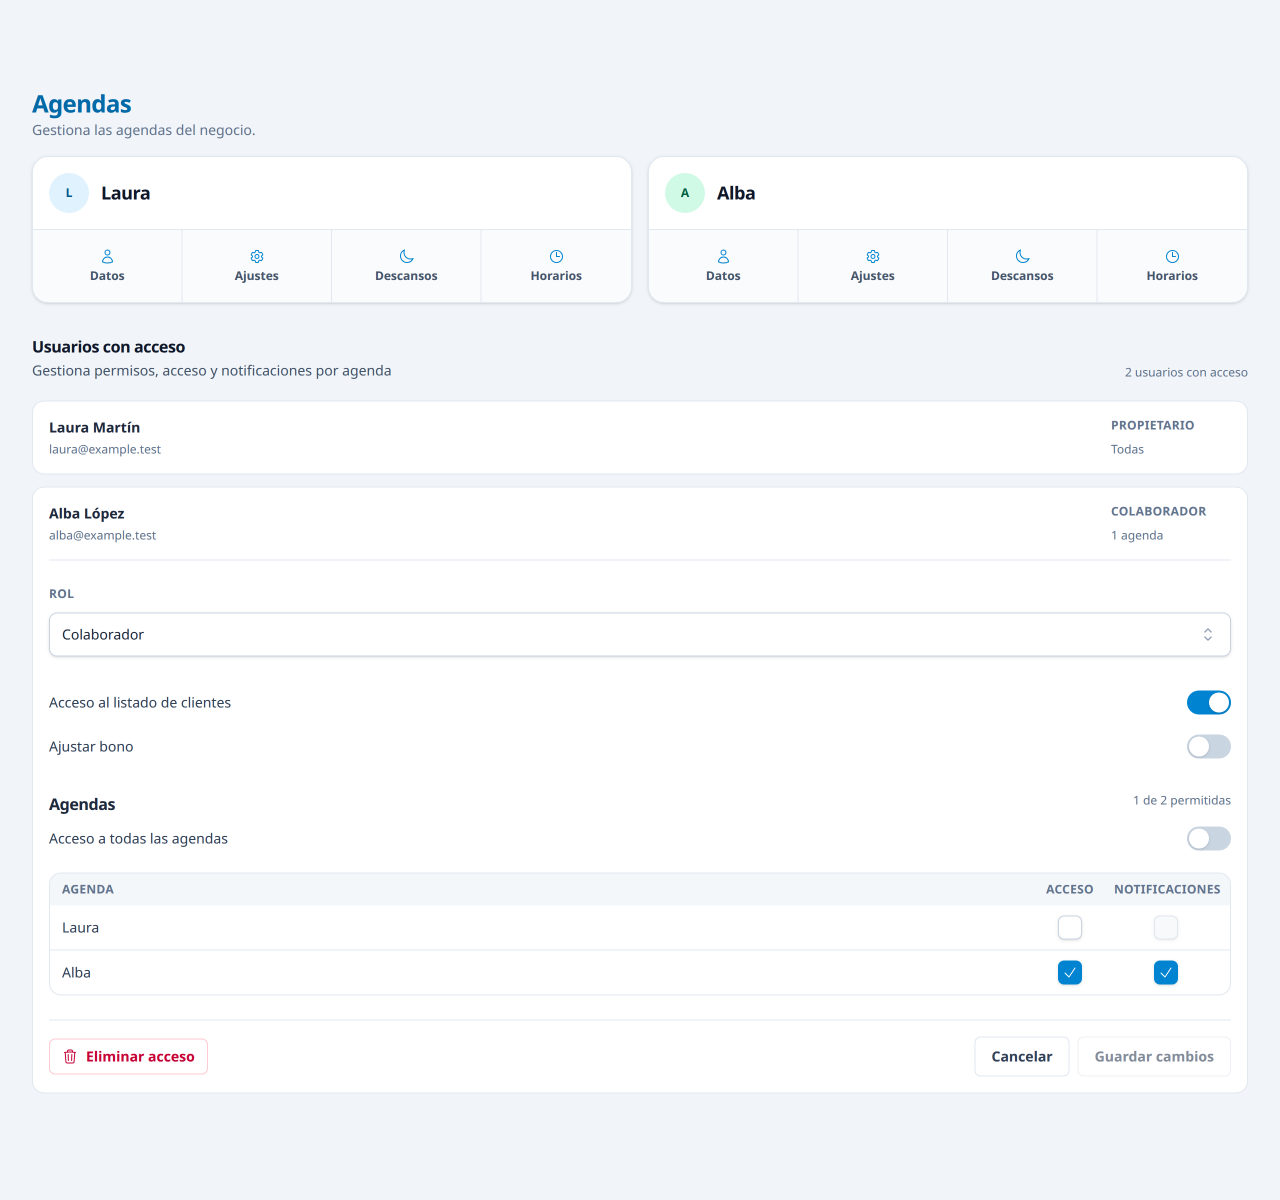 Agendas
Gestiona las agendas del negocio.
L Laura
A Alba
Datos Ajustes Descansos Horarios
Datos Ajustes Descansos Horarios
Usuarios con acceso
Gestiona permisos, acceso y notificaciones por agenda
2 usuarios con acceso
Laura Martín
laura@example.test
PROPIETARIO
Todas
Alba López
alba@example.test
COLABORADOR
1 agenda
ROL
Colaborador
Acceso al listado de clientes
Ajustar bono
Agendas
1 de 2 permitidas
Acceso a todas las agendas
AGENDA ACCESO NOTIFICACIONES
Laura
Alba
Eliminar acceso
Cancelar
Guardar cambios